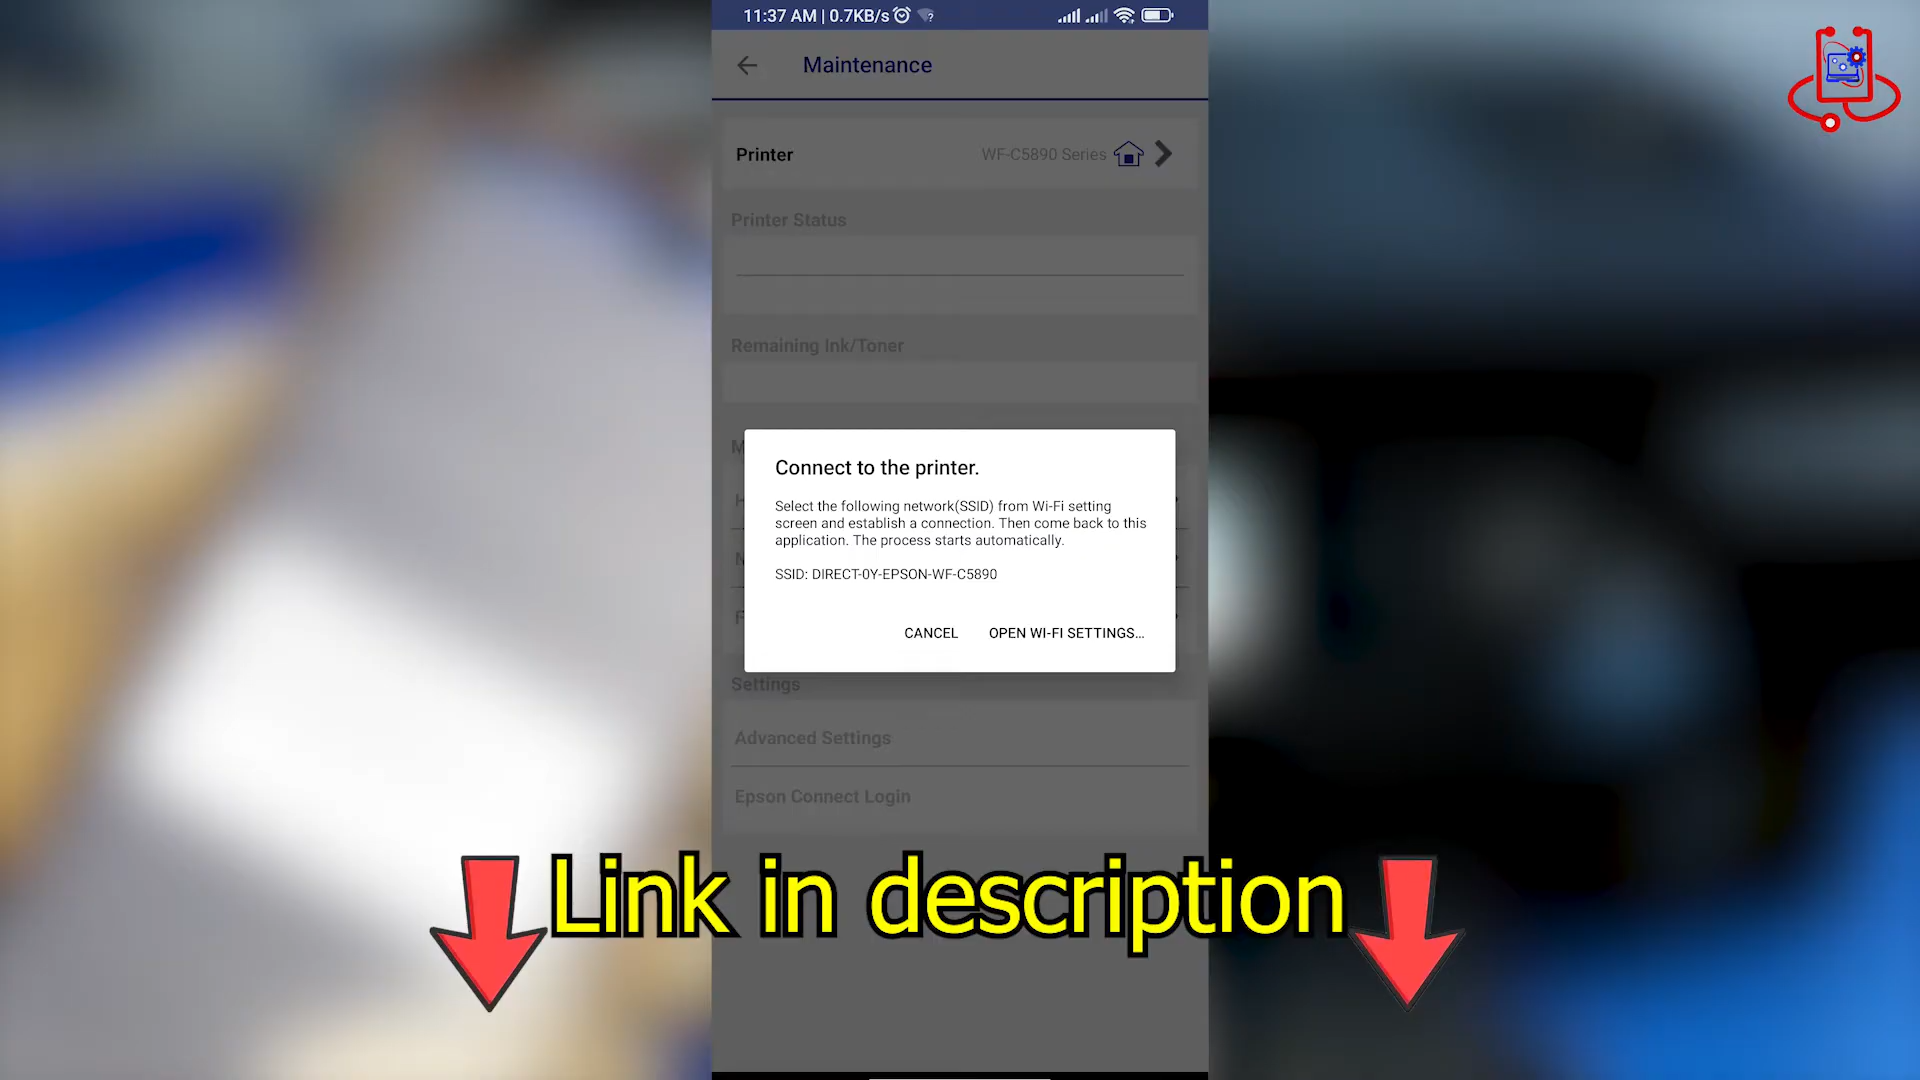 11:37 AM | 0.7KB/s
Maintenance
Printer WF-C5890 Series
Printer Status
Remaining Ink/Toner
Connect to the printer.
Select the following network(SSID) from Wi-Fi setting
screen and establish a connection. Then come back to this
application. The process starts automatically.
SSID: DIRECT-0Y-EPSON-WF-C5890
CANCEL OPEN WI-FI SETTINGS...
Settings
Advanced Settings
Epson Connect Login
Link in description